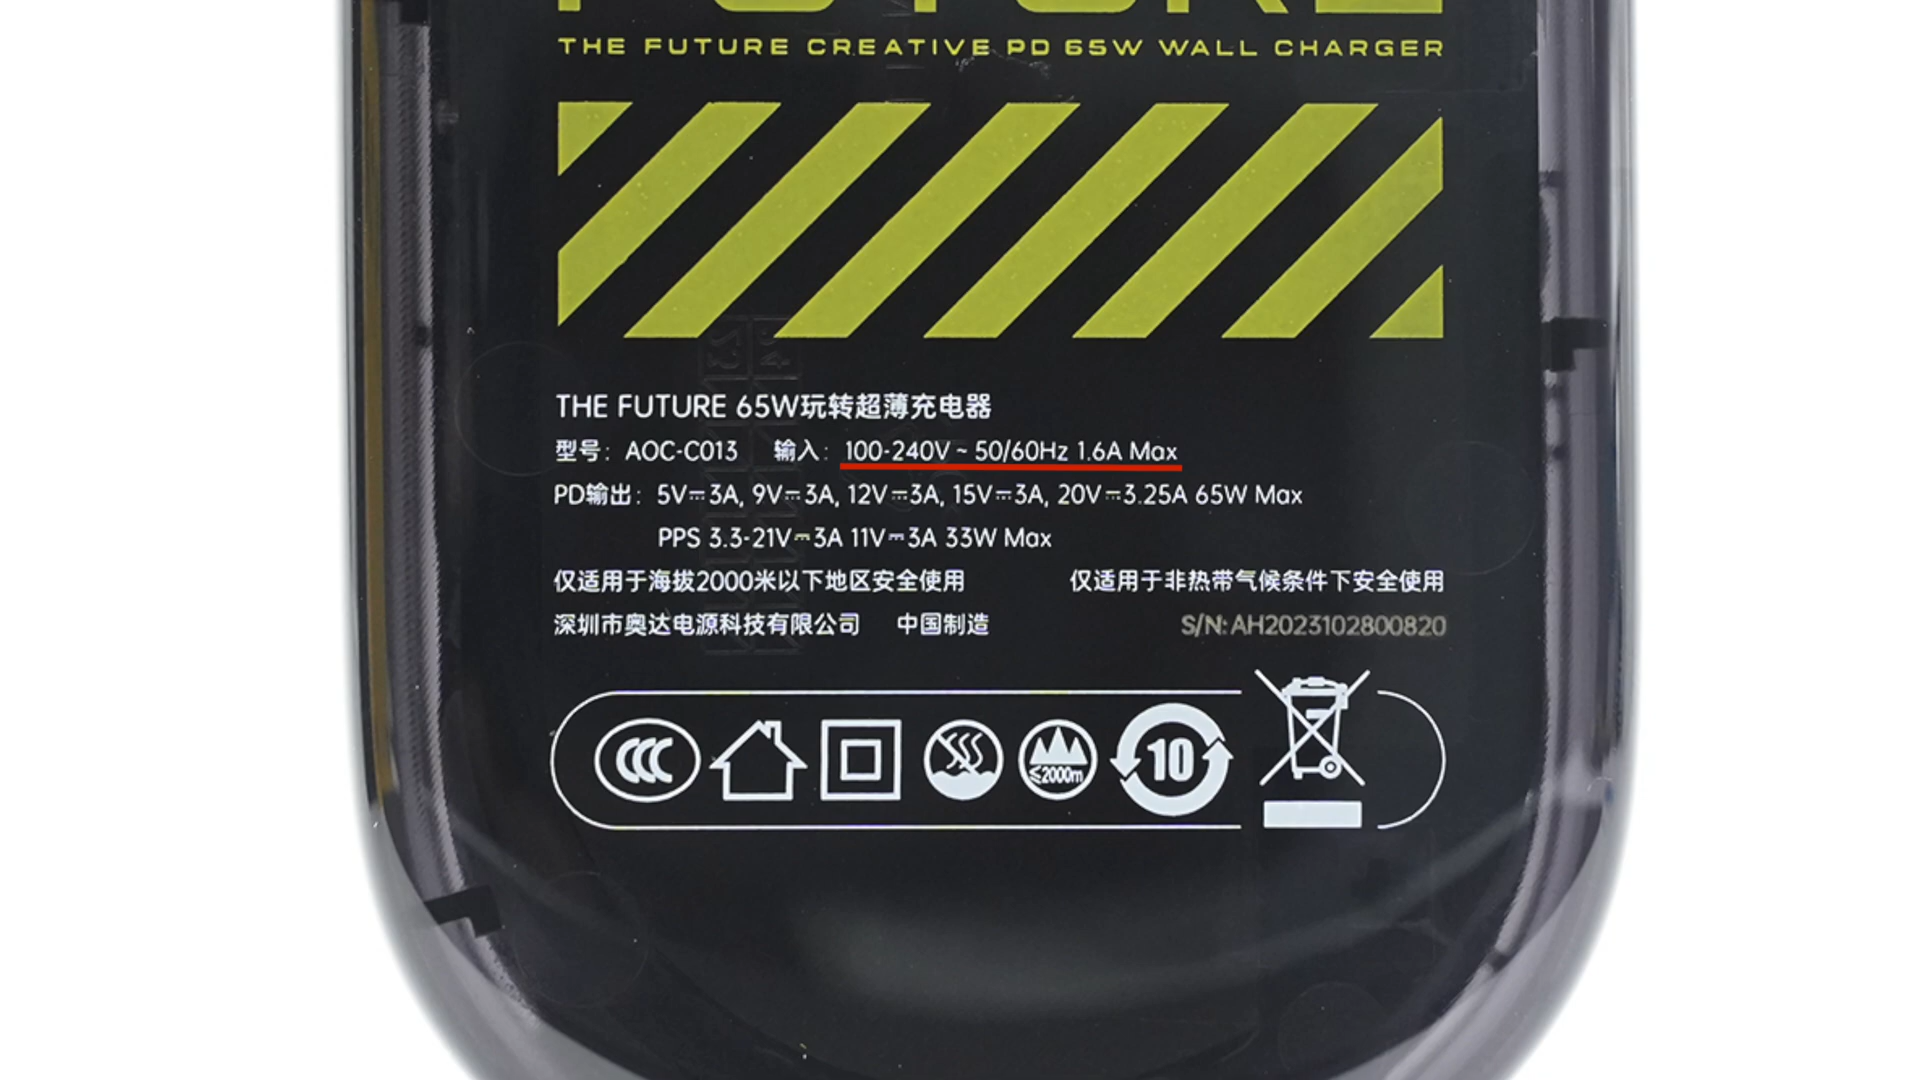 FUTURE
THE FUTURE CREATIVE PD 65W WALL CHARGER
THE FUTURE 65W玩转超薄充电器
型号: AOC-C013 输入: 100-240V ~ 50/60Hz 1.6A Max
PD输出: 5V⎓3A, 9V⎓3A, 12V⎓3A, 15V⎓3A, 20V⎓3.25A 65W Max
PPS 3.3-21V⎓3A 11V⎓3A 33W Max
仅适用于海拔2000米以下地区安全使用 仅适用于非热带气候条件下安全使用
深圳市奥达电源科技有限公司 中国制造 S/N: AH2023102800820
CCC ≤2000m 10